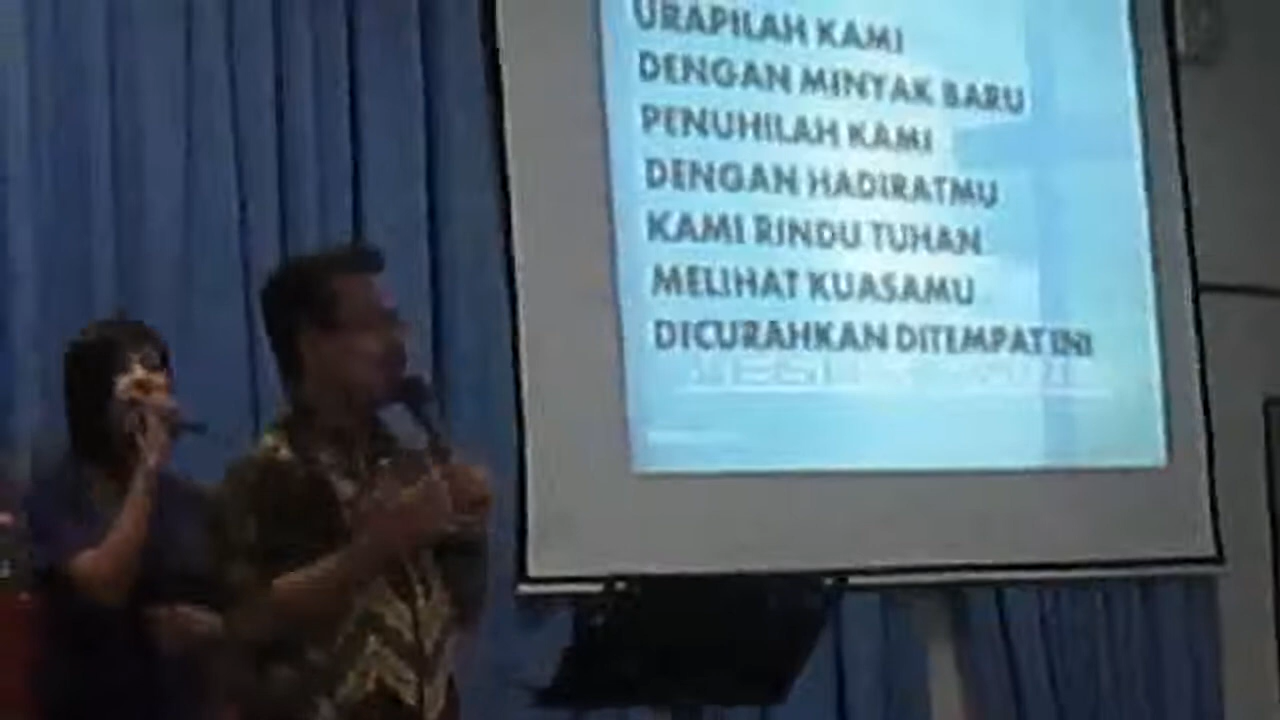 URAPILAH KAMI
DENGAN MINYAK BARU
PENUHILAH KAMI
DENGAN HADIRATMU
KAMI RINDU TUHAN
MELIHAT KUASAMU
DICURAHKAN DITEMPAT INI